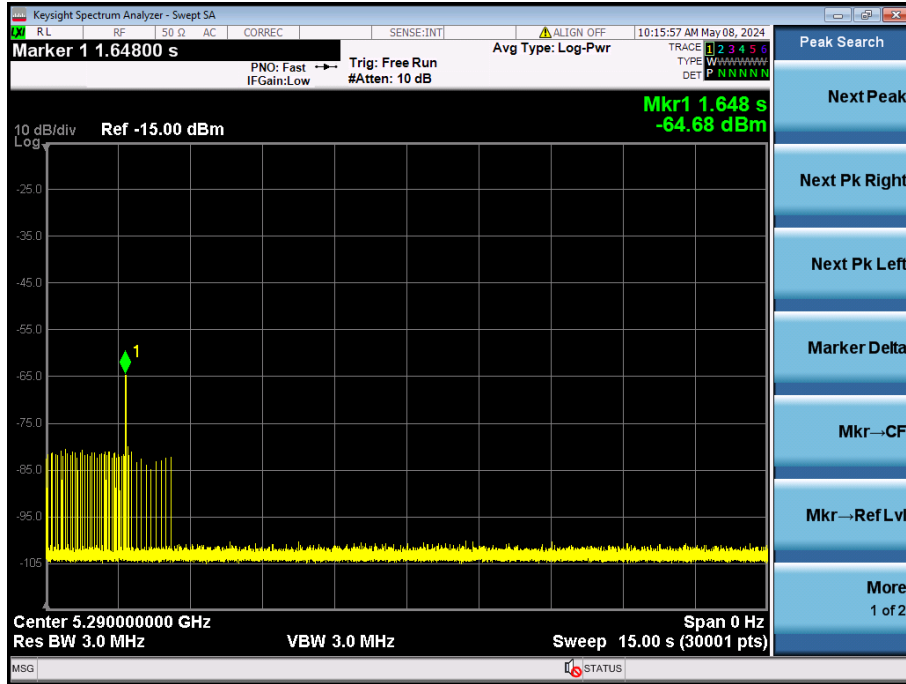 Keysight Spectrum Analyzer - Swept SA
LXI RL RF 50 Ω AC CORREC SENSE:INT ALIGN OFF 10:15:57 AM May 08, 2024
Marker 1 1.64800 s
PNO: Fast
IFGain:Low
Trig: Free Run
#Atten: 10 dB
Avg Type: Log-Pwr
TRACE 1 2 3 4 5 6
TYPE WWWWWW
DET P N N N N N
Peak Search
Next Peak
Next Pk Right
Next Pk Left
Marker Delta
Mkr→CF
Mkr→Ref Lvl
More
1 of 2
Mkr1 1.648 s
-64.68 dBm
10 dB/div Ref -15.00 dBm
Log
-25.0
-35.0
-45.0
-55.0
1
-65.0
-75.0
-85.0
-95.0
-105
Center 5.290000000 GHz Span 0 Hz
Res BW 3.0 MHz VBW 3.0 MHz Sweep 15.00 s (30001 pts)
MSG STATUS